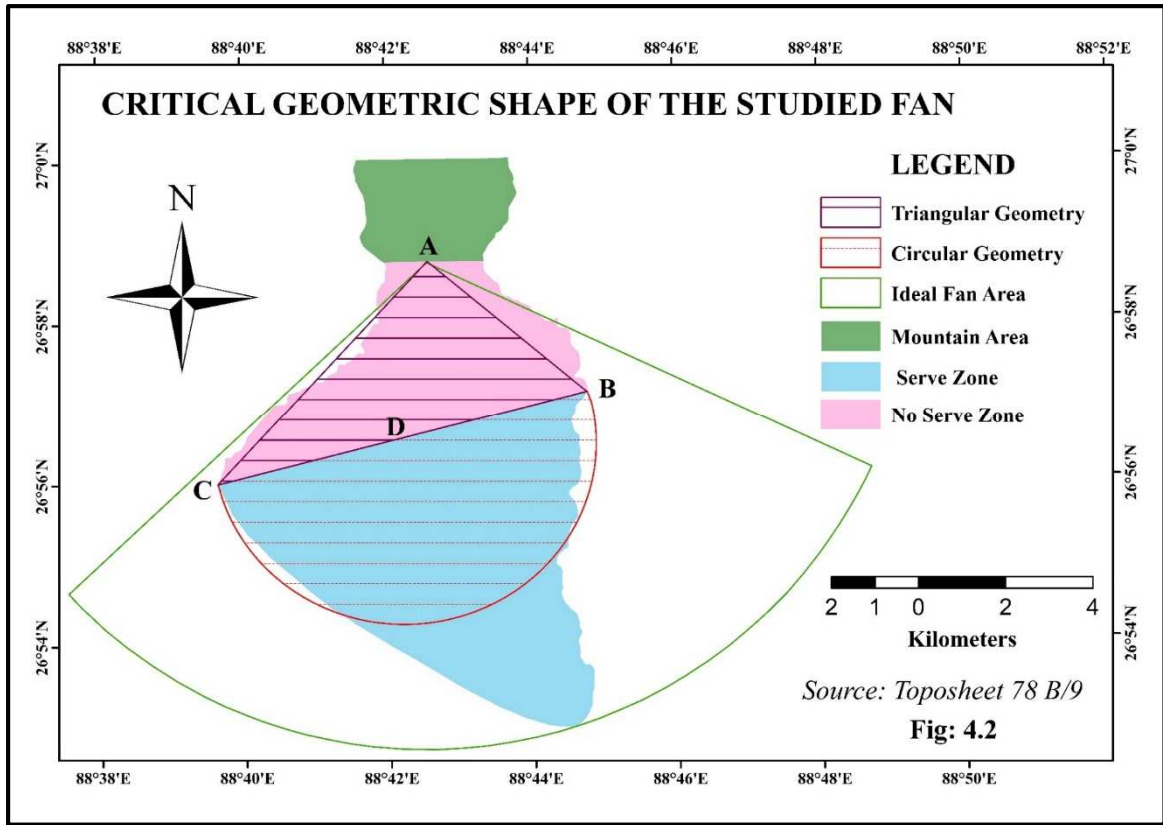 88°38'E 88°40'E 88°42'E 88°44'E 88°46'E 88°48'E 88°50'E 88°52'E
CRITICAL GEOMETRIC SHAPE OF THE STUDIED FAN
27°0'N
27°0'N
LEGEND
N
Triangular Geometry
Circular Geometry
Ideal Fan Area
Mountain Area
Serve Zone
No Serve Zone
A
26°58'N
26°58'N
B
D
C
26°56'N
26°56'N
26°54'N
26°54'N
2 1 0 2 4
Kilometers
Source: Toposheet 78 B/9
Fig: 4.2
88°38'E 88°40'E 88°42'E 88°44'E 88°46'E 88°48'E 88°50'E